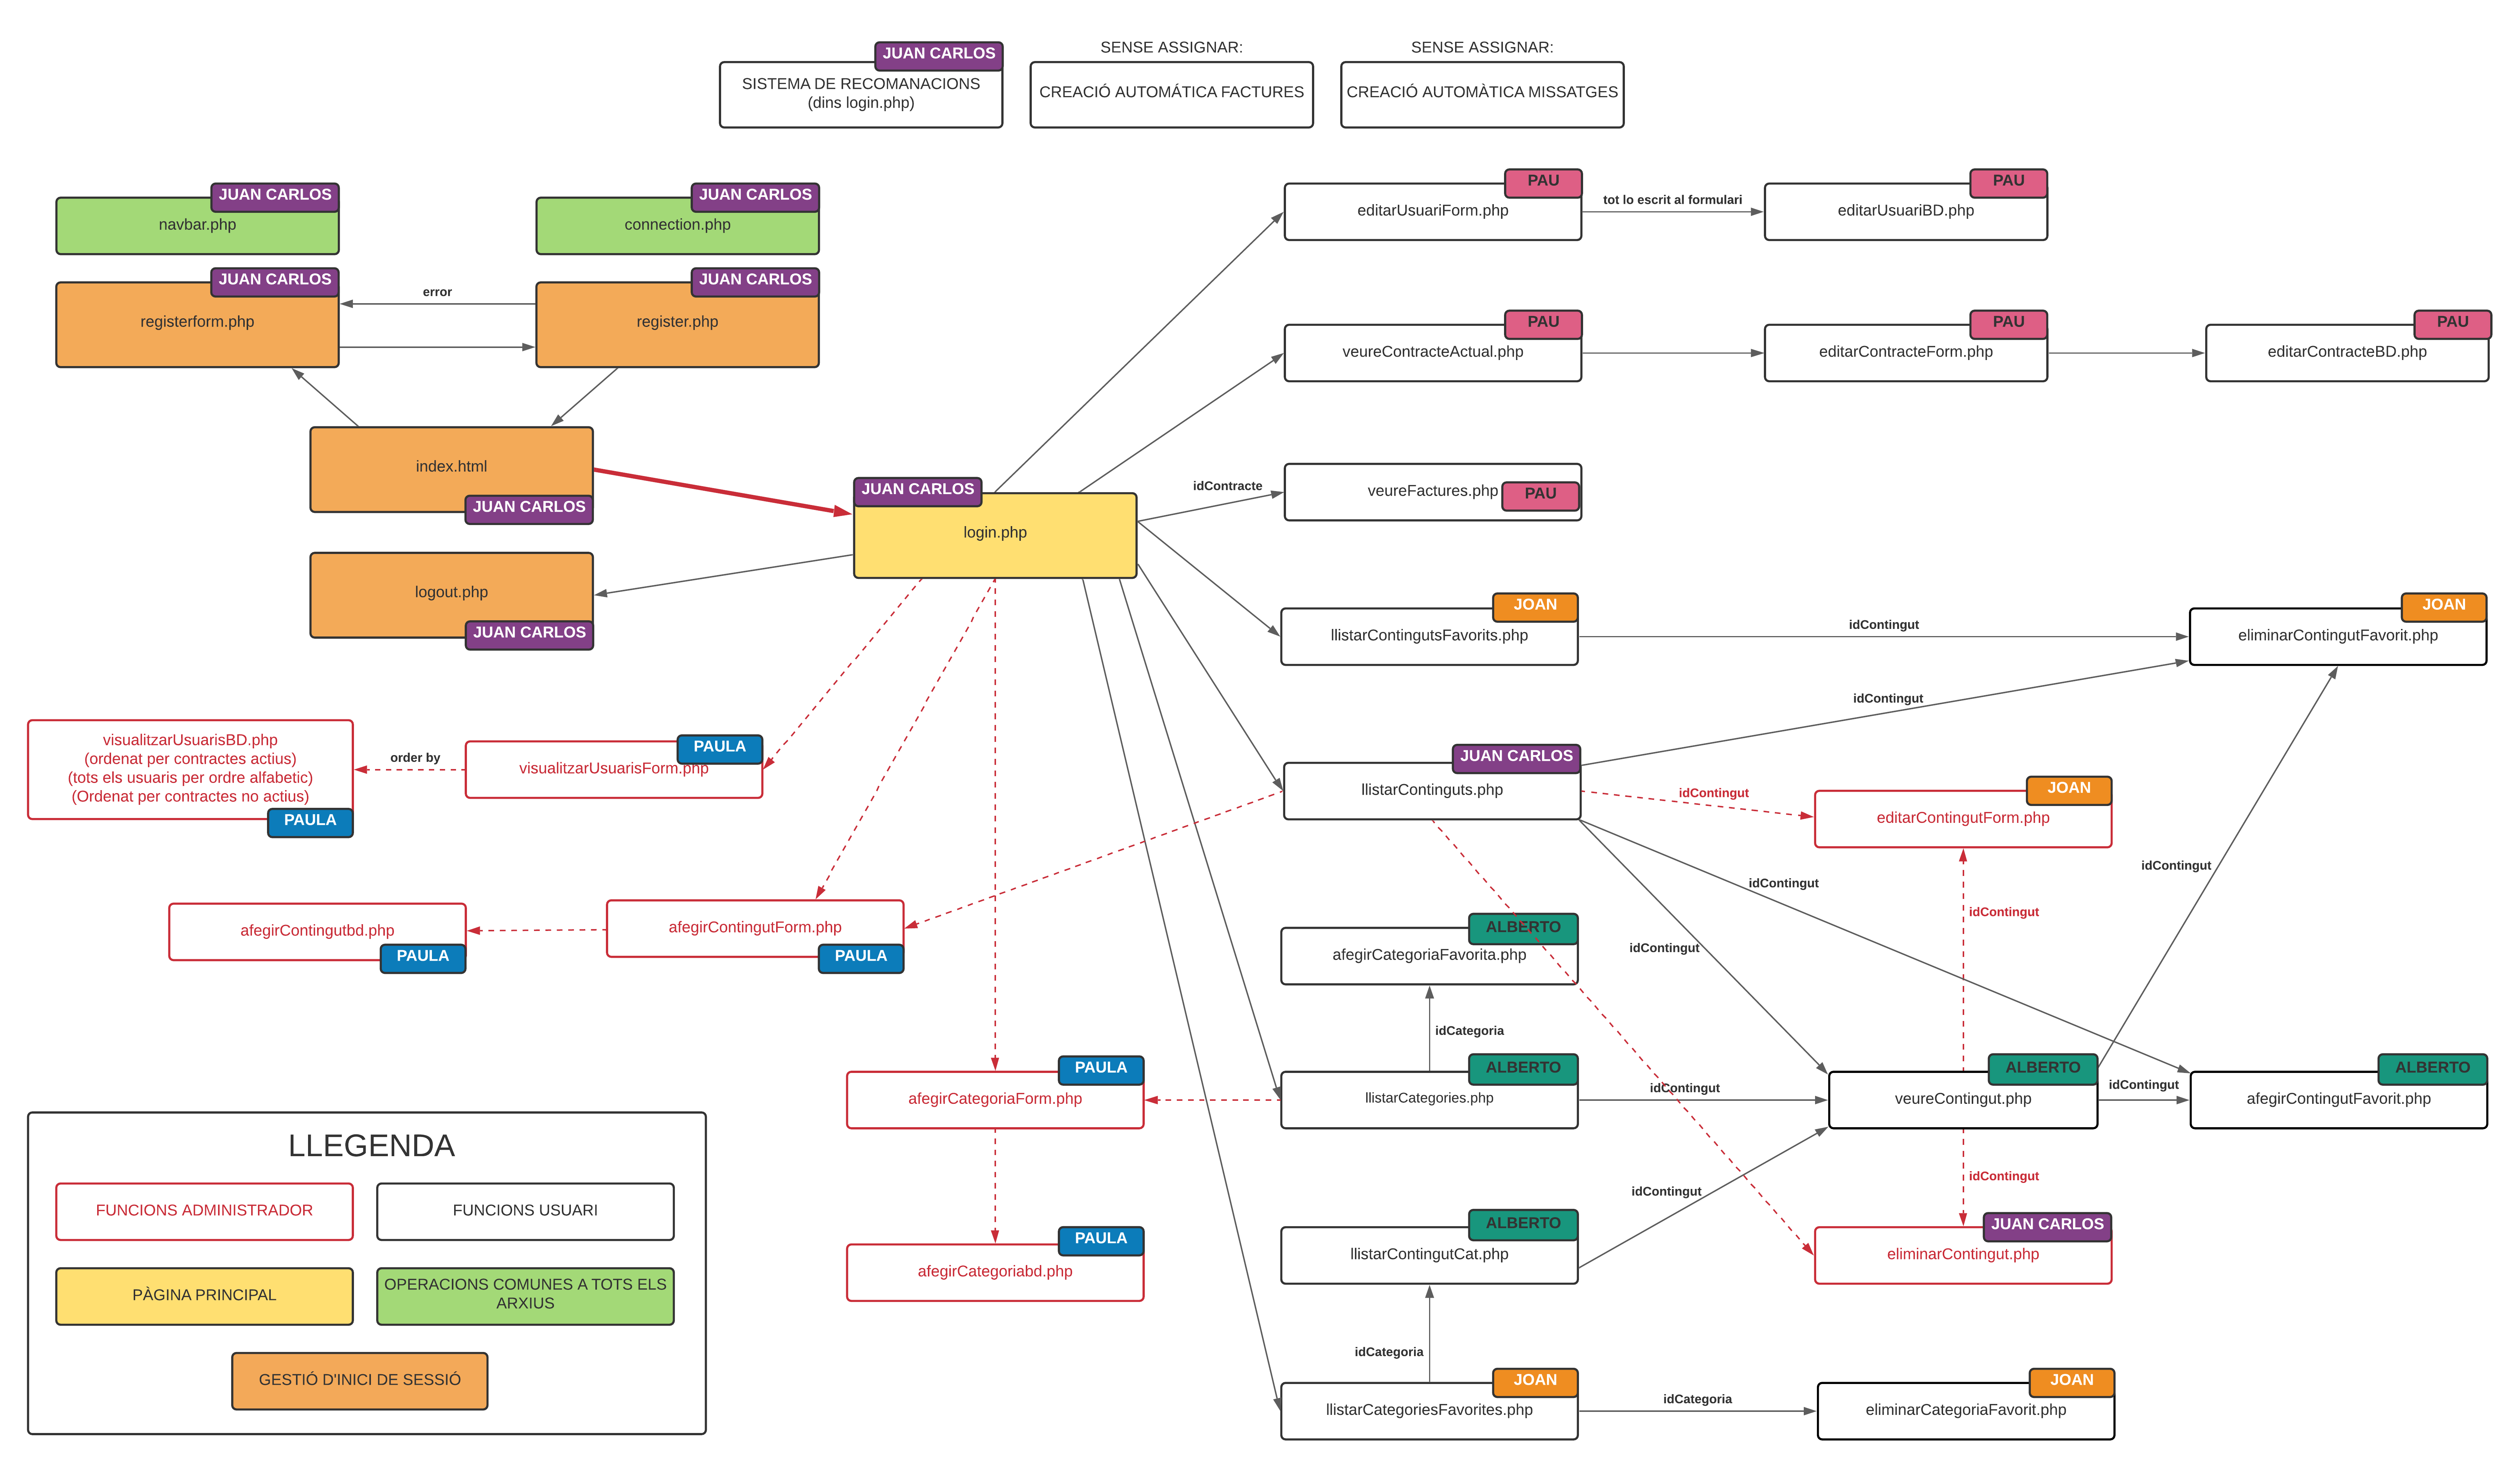 JUAN CARLOS
SISTEMA DE RECOMANACIONS
(dins login.php)
SENSE ASSIGNAR:
CREACIÓ AUTOMÁTICA FACTURES
SENSE ASSIGNAR:
CREACIÓ AUTOMÀTICA MISSATGES
JUAN CARLOS
navbar.php
JUAN CARLOS
connection.php
JUAN CARLOS
registerform.php
error
JUAN CARLOS
register.php
index.html
JUAN CARLOS
logout.php
JUAN CARLOS
JUAN CARLOS
login.php
PAU
editarUsuariForm.php
tot lo escrit al formulari
PAU
editarUsuariBD.php
PAU
veureContracteActual.php
PAU
editarContracteForm.php
PAU
editarContracteBD.php
idContracte
veureFactures.php
PAU
JOAN
llistarContingutsFavorits.php
idContingut
JOAN
eliminarContingutFavorit.php
idContingut
visualitzarUsuarisBD.php
(ordenat per contractes actius)
(tots els usuaris per ordre alfabetic)
(Ordenat per contractes no actius)
PAULA
order by
PAULA
visualitzarUsuarisForm.php
JUAN CARLOS
llistarContinguts.php
idContingut
JOAN
editarContingutForm.php
idContingut
idContingut
idContingut
idContingut
afegirContingutbd.php
PAULA
afegirContingutForm.php
PAULA
ALBERTO
afegirCategoriaFavorita.php
idCategoria
PAULA
afegirCategoriaForm.php
ALBERTO
llistarCategories.php
idContingut
ALBERTO
veureContingut.php
idContingut
ALBERTO
afegirContingutFavorit.php
idContingut
idContingut
PAULA
afegirCategoriabd.php
ALBERTO
llistarContingutCat.php
JUAN CARLOS
eliminarContingut.php
idCategoria
JOAN
llistarCategoriesFavorites.php
idCategoria
JOAN
eliminarCategoriaFavorit.php
LLEGENDA
FUNCIONS ADMINISTRADOR
FUNCIONS USUARI
PÀGINA PRINCIPAL
OPERACIONS COMUNES A TOTS ELS
ARXIUS
GESTIÓ D'INICI DE SESSIÓ